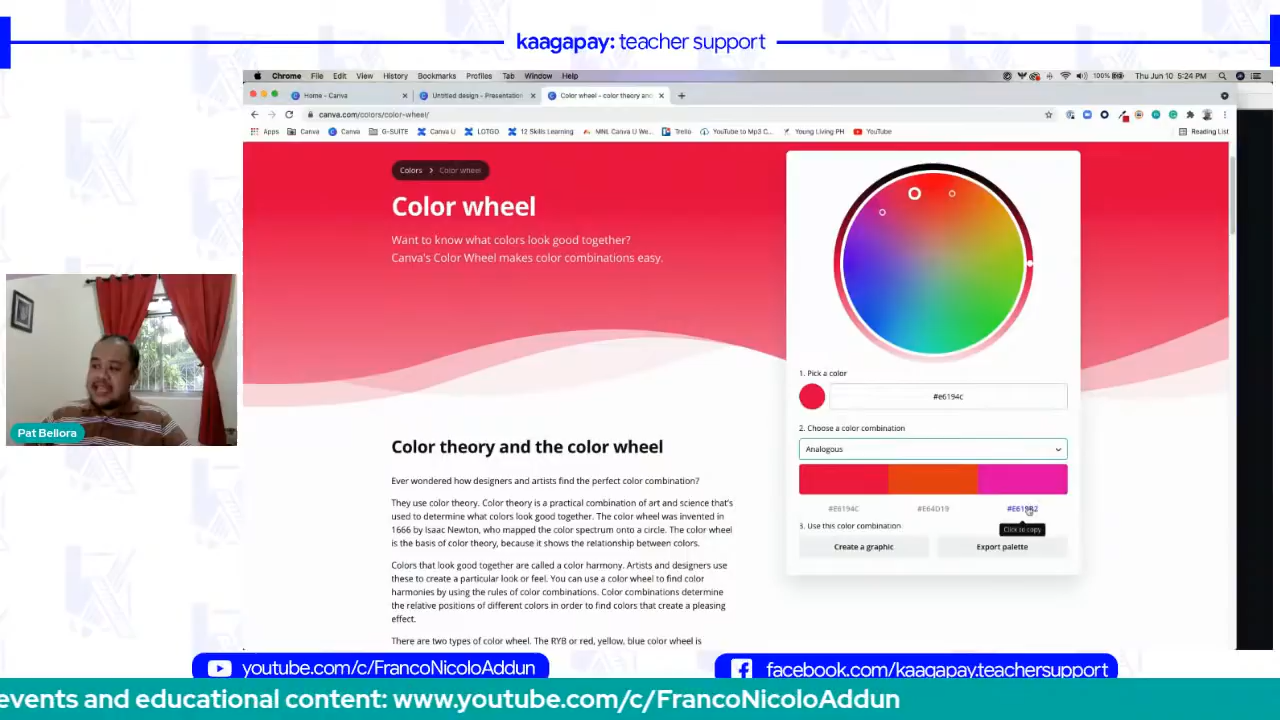 kaagapay: teacher support
Chrome File Edit View History Bookmarks Profiles Tab Window Help
100% Thu Jun 10 5:24 PM
Home - Canva
Untitled design - Presentation
Color wheel - color theory and
canva.com/colors/color-wheel/
Apps Canva Canva G-SUITE Canva U LOTGO 12 Skills Learning MNL Canva U We... Trello YouTube to Mp3 C... Young Living PH YouTube Reading List
Colors > Color wheel
Color wheel
Want to know what colors look good together?
Canva's Color Wheel makes color combinations easy.
1. Pick a color
#e6194c
2. Choose a color combination
Analogous
#E6194C #E64D19
Click to copy
3. Use this color combination
Create a graphic Export palette
Color theory and the color wheel
Ever wondered how designers and artists find the perfect color combination?
They use color theory. Color theory is a practical combination of art and science that's
used to determine what colors look good together. The color wheel was invented in
1666 by Isaac Newton, who mapped the color spectrum onto a circle. The color wheel
is the basis of color theory, because it shows the relationship between colors.
Colors that look good together are called a color harmony. Artists and designers use
these to create a particular look or feel. You can use a color wheel to find color
harmonies by using the rules of color combinations. Color combinations determine
the relative positions of different colors in order to find colors that create a pleasing
effect.
There are two types of color wheel. The RYB or red, yellow, blue color wheel is
Pat Bellora
youtube.com/c/FrancoNicoloAddun
facebook.com/kaagapay.teachersupport
events and educational content: www.youtube.com/c/FrancoNicoloAddun